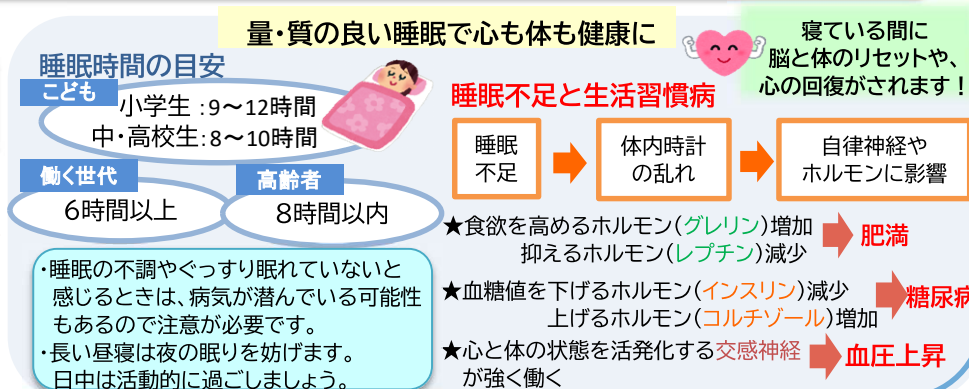 量・質の良い睡眠で心も体も健康に
寝ている間に
脳と体のリセットや、
心の回復がされます！
睡眠時間の目安
こども
小学生：9～12時間
中・高校生：8～10時間
働く世代
6時間以上
高齢者
8時間以内
・睡眠の不調やぐっすり眠れていないと
感じるときは、病気が潜んでいる可能性
もあるので注意が必要です。
・長い昼寝は夜の眠りを妨げます。
日中は活動的に過ごしましょう。
睡眠不足と生活習慣病
睡眠
不足
体内時計
の乱れ
自律神経や
ホルモンに影響
★食欲を高めるホルモン（グレリン）増加
抑えるホルモン（レプチン）減少
肥満
★血糖値を下げるホルモン（インスリン）減少
上げるホルモン（コルチゾール）増加
糖尿病
★心と体の状態を活発化する交感神経
が強く働く
血圧上昇